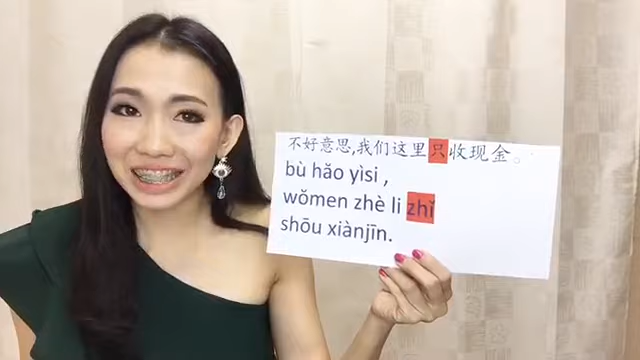 不好意思,我们这里只收现金。
bù hǎo yìsi ,
wǒmen zhè li zhǐ
shōu xiànjīn.